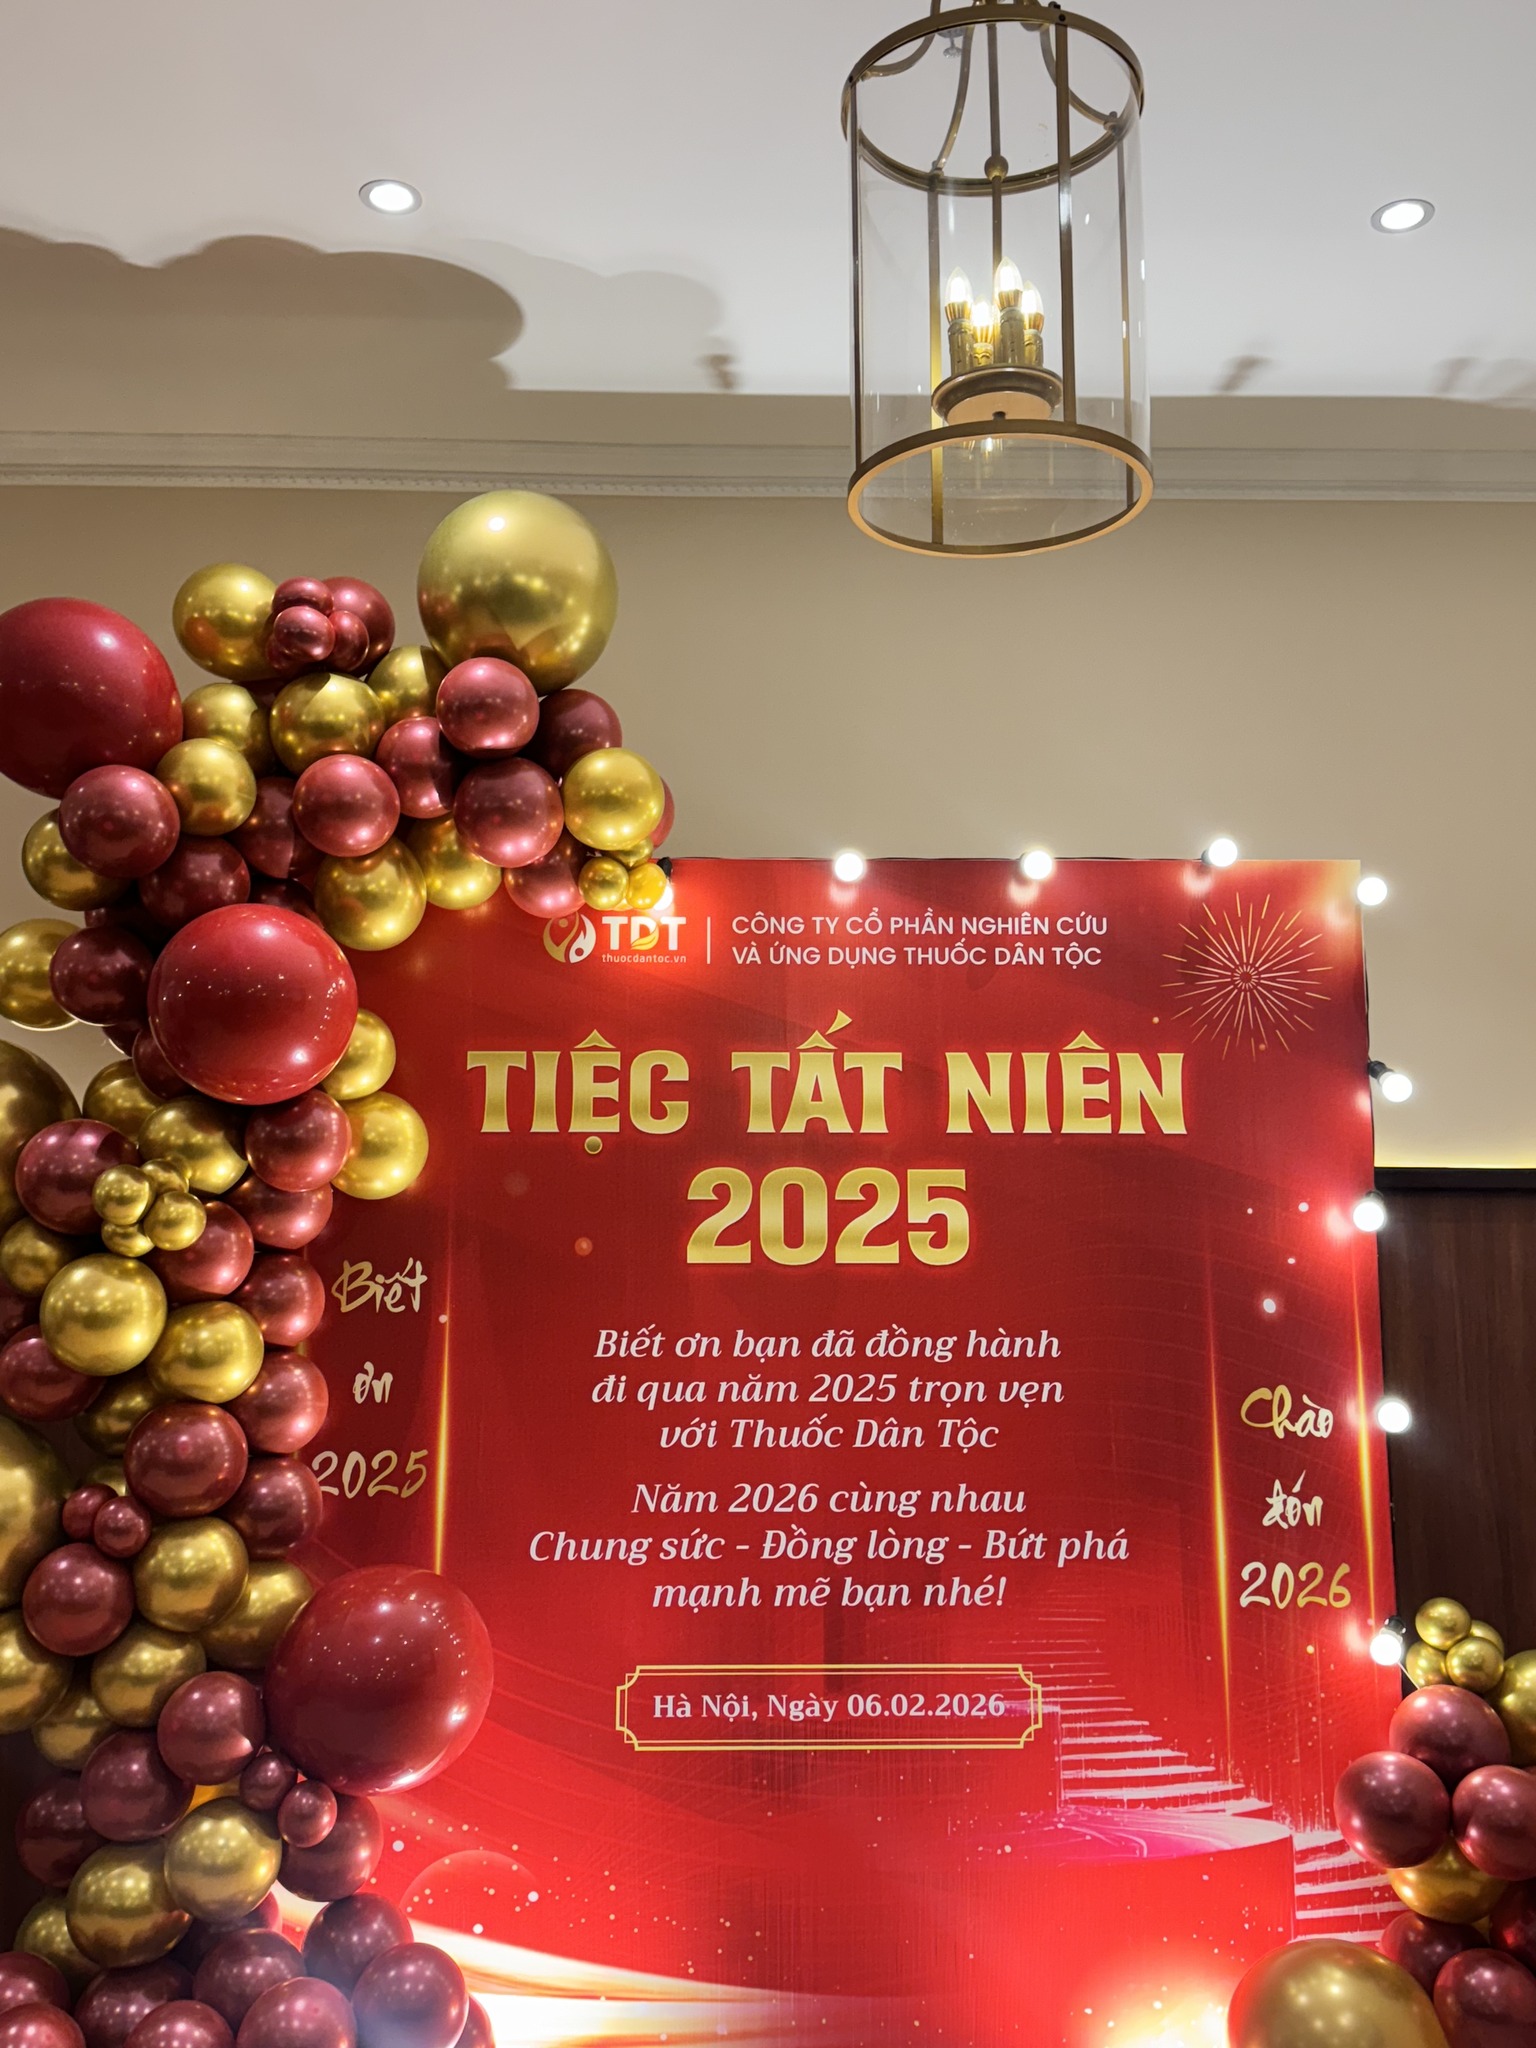 TDT
thuocdantoc.vn
CÔNG TY CỔ PHẦN NGHIÊN CỨU
VÀ ỨNG DỤNG THUỐC DÂN TỘC
TIỆC TẤT NIÊN
2025
Biết
ơn
2025
Biết ơn bạn đã đồng hành
đi qua năm 2025 trọn vẹn
với Thuốc Dân Tộc
Năm 2026 cùng nhau
Chung sức - Đồng lòng - Bứt phá
mạnh mẽ bạn nhé!
Chào
đón
2026
Hà Nội, Ngày 06.02.2026